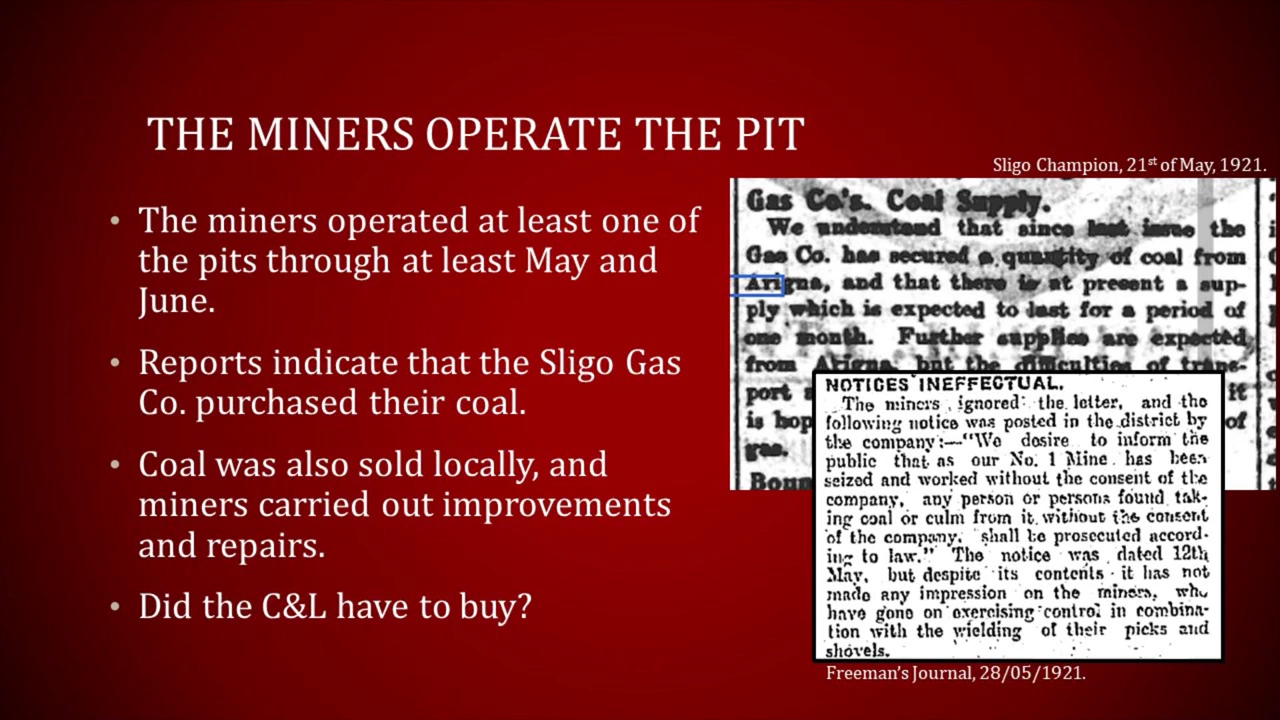 THE MINERS OPERATE THE PIT
• The miners operated at least one of
the pits through at least May and
June.
• Reports indicate that the Sligo Gas
Co. purchased their coal.
• Coal was also sold locally, and
miners carried out improvements
and repairs.
• Did the C&L have to buy?
Sligo Champion, 21st of May, 1921.
Gas Co's. Coal Supply.
We understand that since last issue the
Gas Co. has secured a quantity of coal from
Arigna, and that there is at present a sup-
ply which is expected to last for a period of
one month. Further supplies are expected
from Arigna, but the difficulties of trans-
port
it
is
of
gas.
NOTICES INEFFECTUAL.
The miners ignored the letter, and the
following notice was posted in the district by
the company:—"We desire to inform the
public that as our No. 1 Mine has been
seized and worked without the consent of the
company, any person or persons found tak-
ing coal or culm from it without the consent
of the company, shall be prosecuted accord-
ing to law." The notice was dated 12th
May, but despite its contents it has not
made any impression on the miners, who
have gone on exercising control in combina-
tion with the wielding of their picks and
shovels.
Freeman's Journal, 28/05/1921.